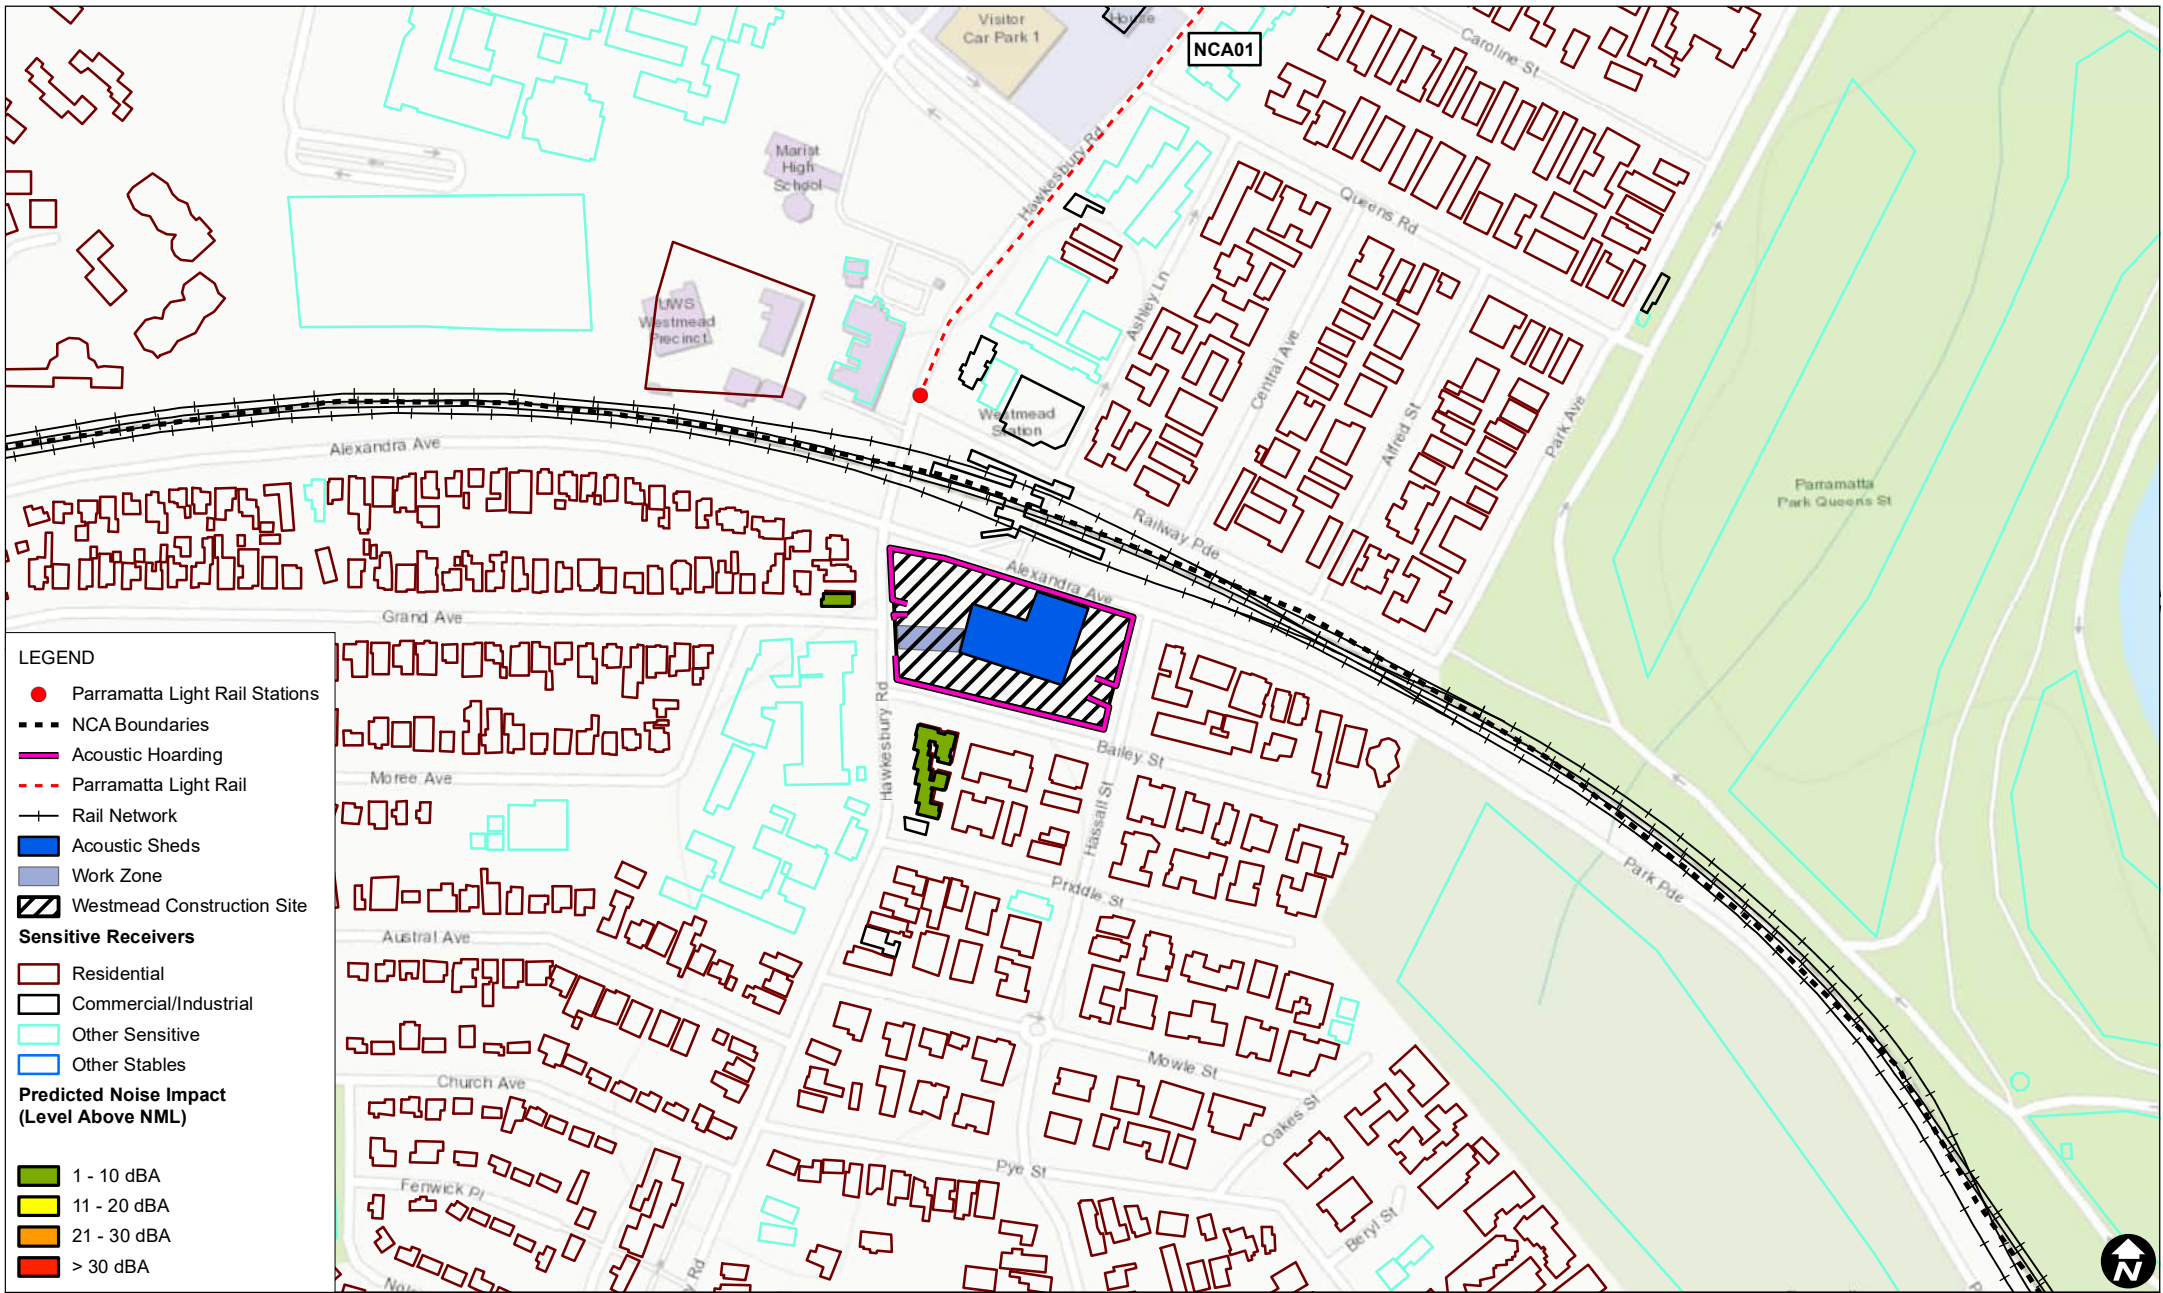 Visitor
Car Park 1
House
NCA01
Caroline St
Marist
High
School
Hawkesbury Rd
Queens Rd
UWS
Westmead
Precinct
Ashley Ln
Central Ave
Westmead
Station
Alfred St
Park Ave
Alexandra Ave
Parramatta
Park Queens St
Railway Pde
Alexandra Ave
Grand Ave
Hawkesbury Rd
Bailey St
Moree Ave
Hassall St
Priddle St
Park Pde
Austral Ave
Mowle St
Church Ave
Oakes St
Pye St
Fenwick Pl
Beryl St
y Rd
LEGEND
Parramatta Light Rail Stations
NCA Boundaries
Acoustic Hoarding
Parramatta Light Rail
Rail Network
Acoustic Sheds
Work Zone
Westmead Construction Site
Sensitive Receivers
Residential
Commercial/Industrial
Other Sensitive
Other Stables
Predicted Noise Impact
(Level Above NML)
1 - 10 dBA
11 - 20 dBA
21 - 30 dBA
> 30 dBA
N